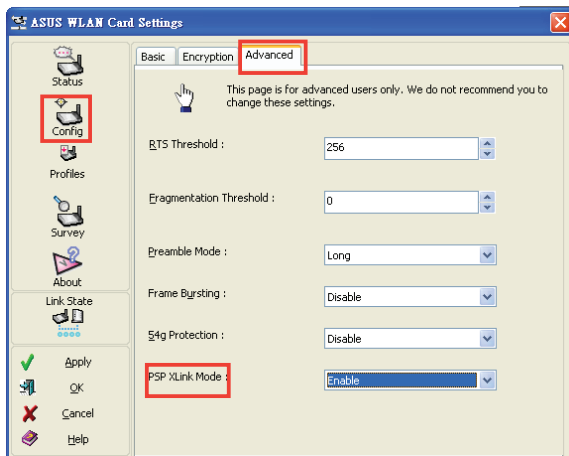 ASUS WLAN Card Settings
Status
Config
Profiles
Survey
About
Link State
Apply
OK
Cancel
Help
Basic
Encryption
Advanced
This page is for advanced users only. We do not recommend you to
change these settings.
RTS Threshold :
256
Fragmentation Threshold :
0
Preamble Mode :
Long
Frame Bursting :
Disable
54g Protection :
Disable
PSP XLink Mode :
Enable